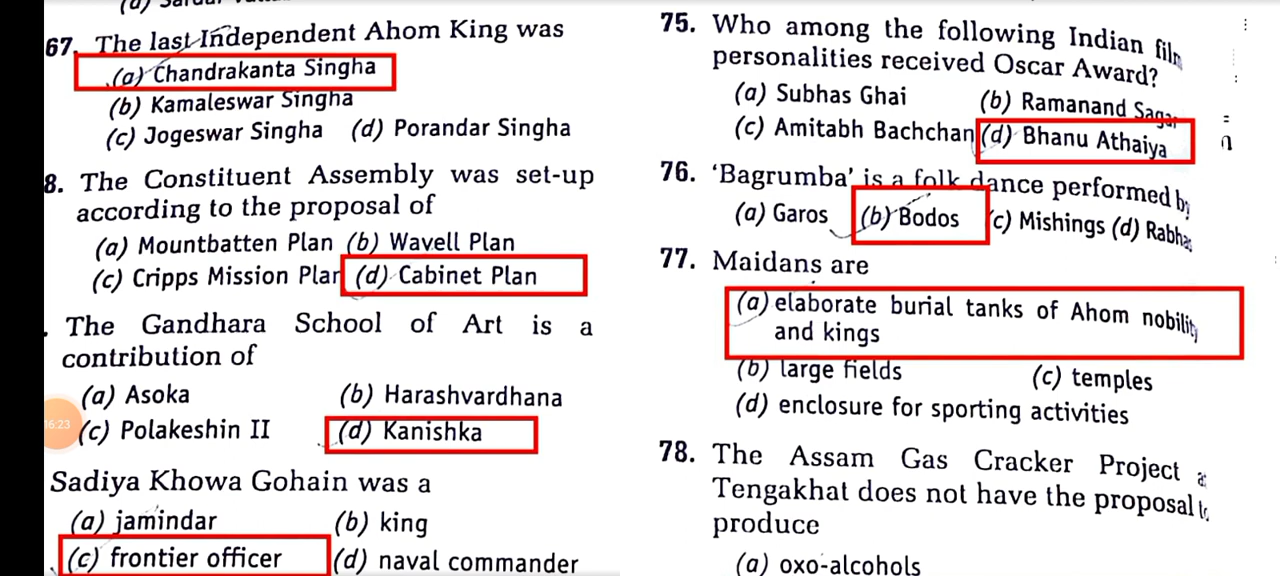 67. The last Independent Ahom King was
(a) Chandrakanta Singha
(b) Kamaleswar Singha
(c) Jogeswar Singha (d) Porandar Singha
8. The Constituent Assembly was set-up
according to the proposal of
(a) Mountbatten Plan (b) Wavell Plan
(c) Cripps Mission Plan (d) Cabinet Plan
. The Gandhara School of Art is a
contribution of
(a) Asoka (b) Harashvardhana
(c) Polakeshin II (d) Kanishka
Sadiya Khowa Gohain was a
(a) jamindar (b) king
(c) frontier officer (d) naval commander
16:23
75. Who among the following Indian film
personalities received Oscar Award?
(a) Subhas Ghai (b) Ramanand Sagar
(c) Amitabh Bachchan (d) Bhanu Athaiya
76. 'Bagrumba' is a folk dance performed by
(a) Garos (b) Bodos (c) Mishings (d) Rabhas
77. Maidans are
(a) elaborate burial tanks of Ahom nobility
and kings
(b) large fields (c) temples
(d) enclosure for sporting activities
78. The Assam Gas Cracker Project at
Tengakhat does not have the proposal to
produce
(a) oxo-alcohols